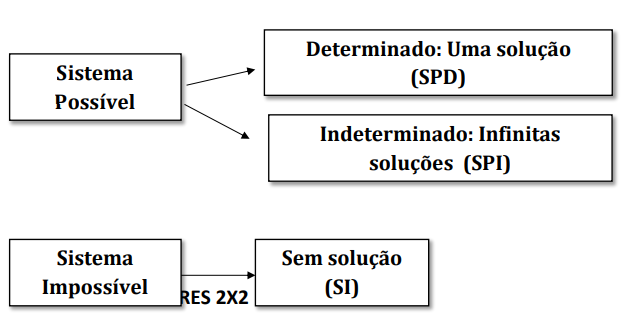 Sistema
Possível
Determinado: Uma solução
(SPD)
Indeterminado: Infinitas
soluções (SPI)
Sistema
Impossível
Sem solução
(SI)
RES 2X2